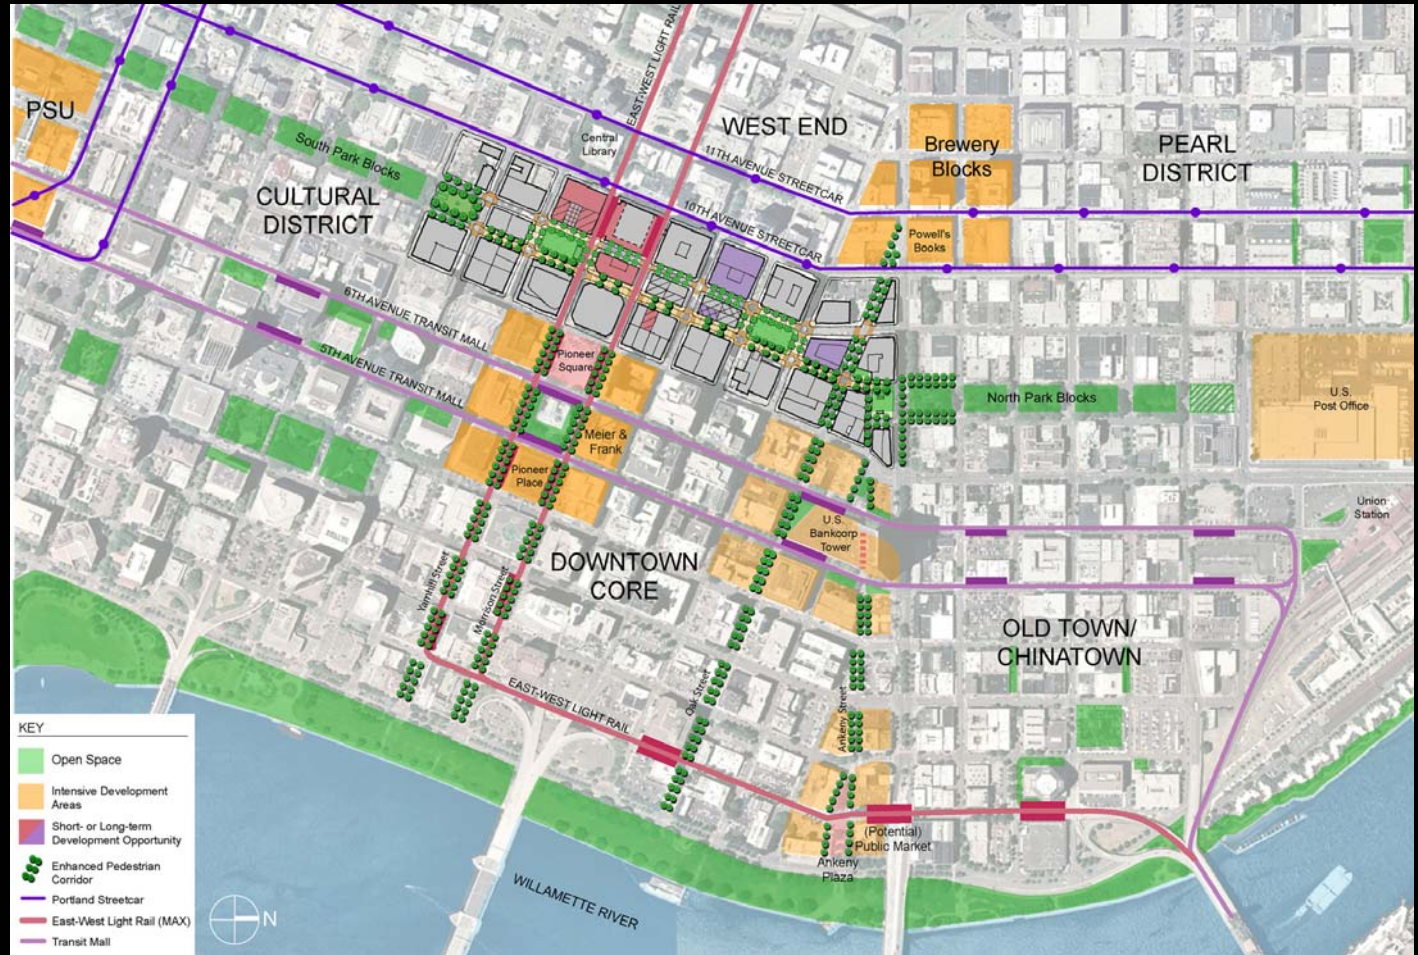 EAST-WEST LIGHT RAIL
PSU
WEST END
Central
Library
11TH AVENUE STREETCAR
Brewery
Blocks
PEARL
DISTRICT
South Park Blocks
CULTURAL
DISTRICT
10TH AVENUE STREETCAR
Powell's
Books
6TH AVENUE TRANSIT MALL
5TH AVENUE TRANSIT MALL
Pioneer
Square
North Park Blocks
U.S.
Post Office
Meier &
Frank
Pioneer
Place
Union
Station
U.S.
Bankcorp
Tower
DOWNTOWN
CORE
Yamhill Street
Morrison Street
OLD TOWN/
CHINATOWN
EAST-WEST LIGHT RAIL
Oak Street
Ankeny Street
(Potential)
Public Market
Ankeny
Plaza
WILLAMETTE RIVER
KEY
Open Space
Intensive Development
Areas
Short- or Long-term
Development Opportunity
Enhanced Pedestrian
Corridor
Portland Streetcar
East-West Light Rail (MAX)
Transit Mall
N